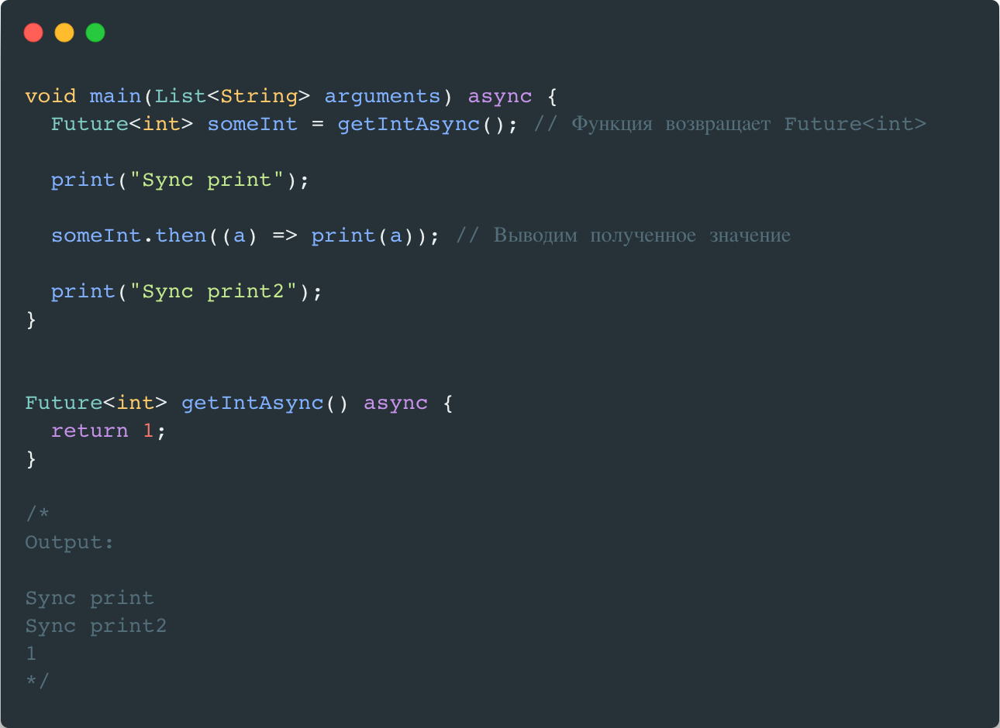 void main(List<String> arguments) async {
  Future<int> someInt = getIntAsync(); // Функция возвращает Future<int>
  print("Sync print");
  someInt.then((a) => print(a)); // Выводим полученное значение
  print("Sync print2");
}
Future<int> getIntAsync() async {
  return 1;
}
/*
Output:
Sync print
Sync print2
1
*/